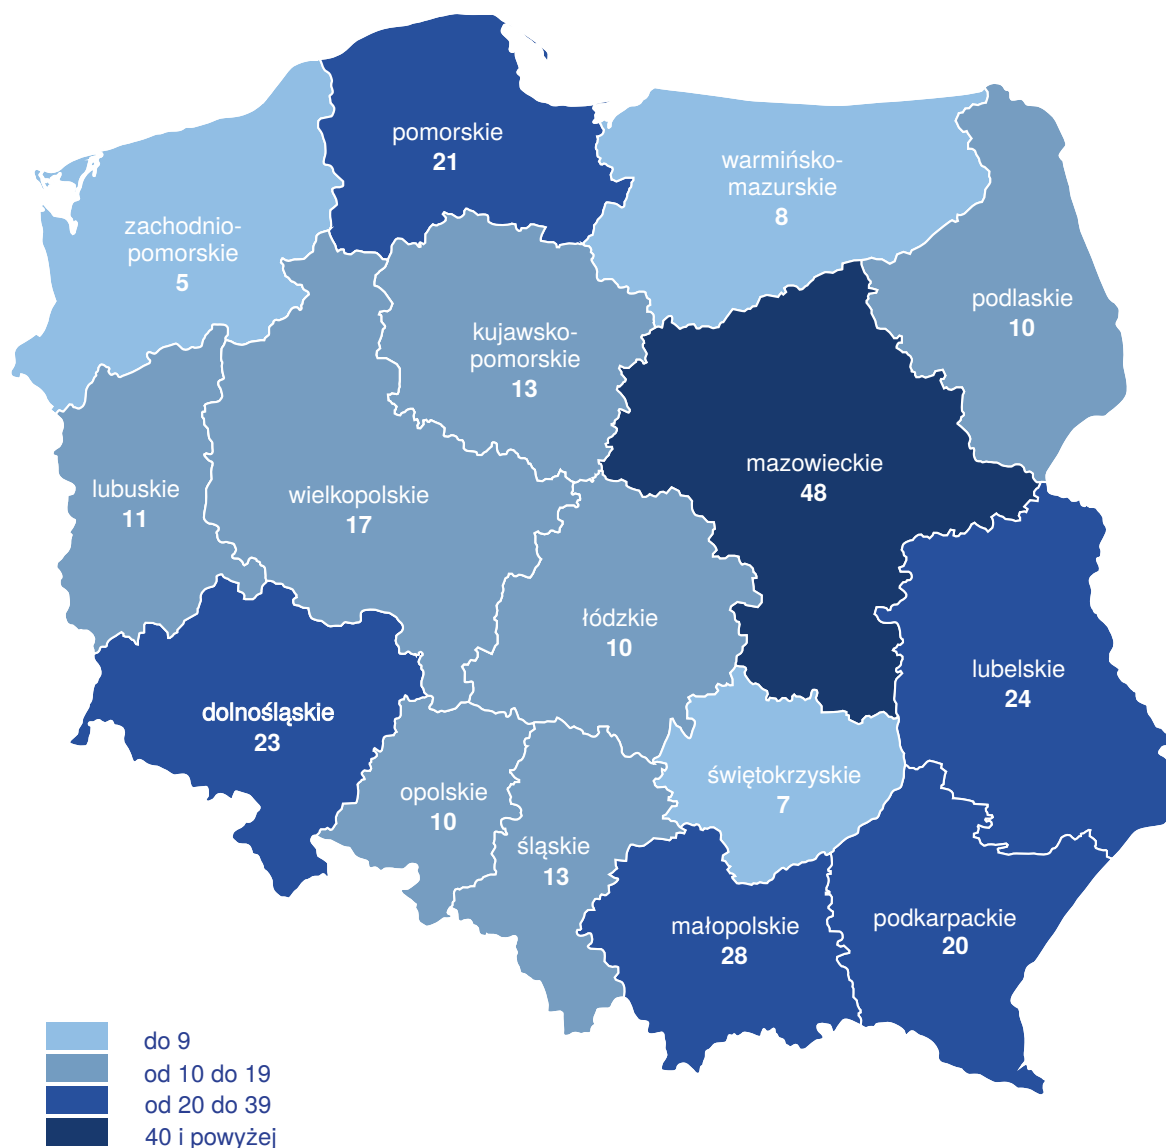 pomorskie
21
warmińsko-
mazurskie
8
zachodnio-
pomorskie
5
podlaskie
10
kujawsko-
pomorskie
13
mazowieckie
48
lubuskie
11
wielkopolskie
17
łódzkie
10
lubelskie
24
dolnośląskie
23
świętokrzyskie
7
opolskie
10
śląskie
13
małopolskie
28
podkarpackie
20
do 9
od 10 do 19
od 20 do 39
40 i powyżej